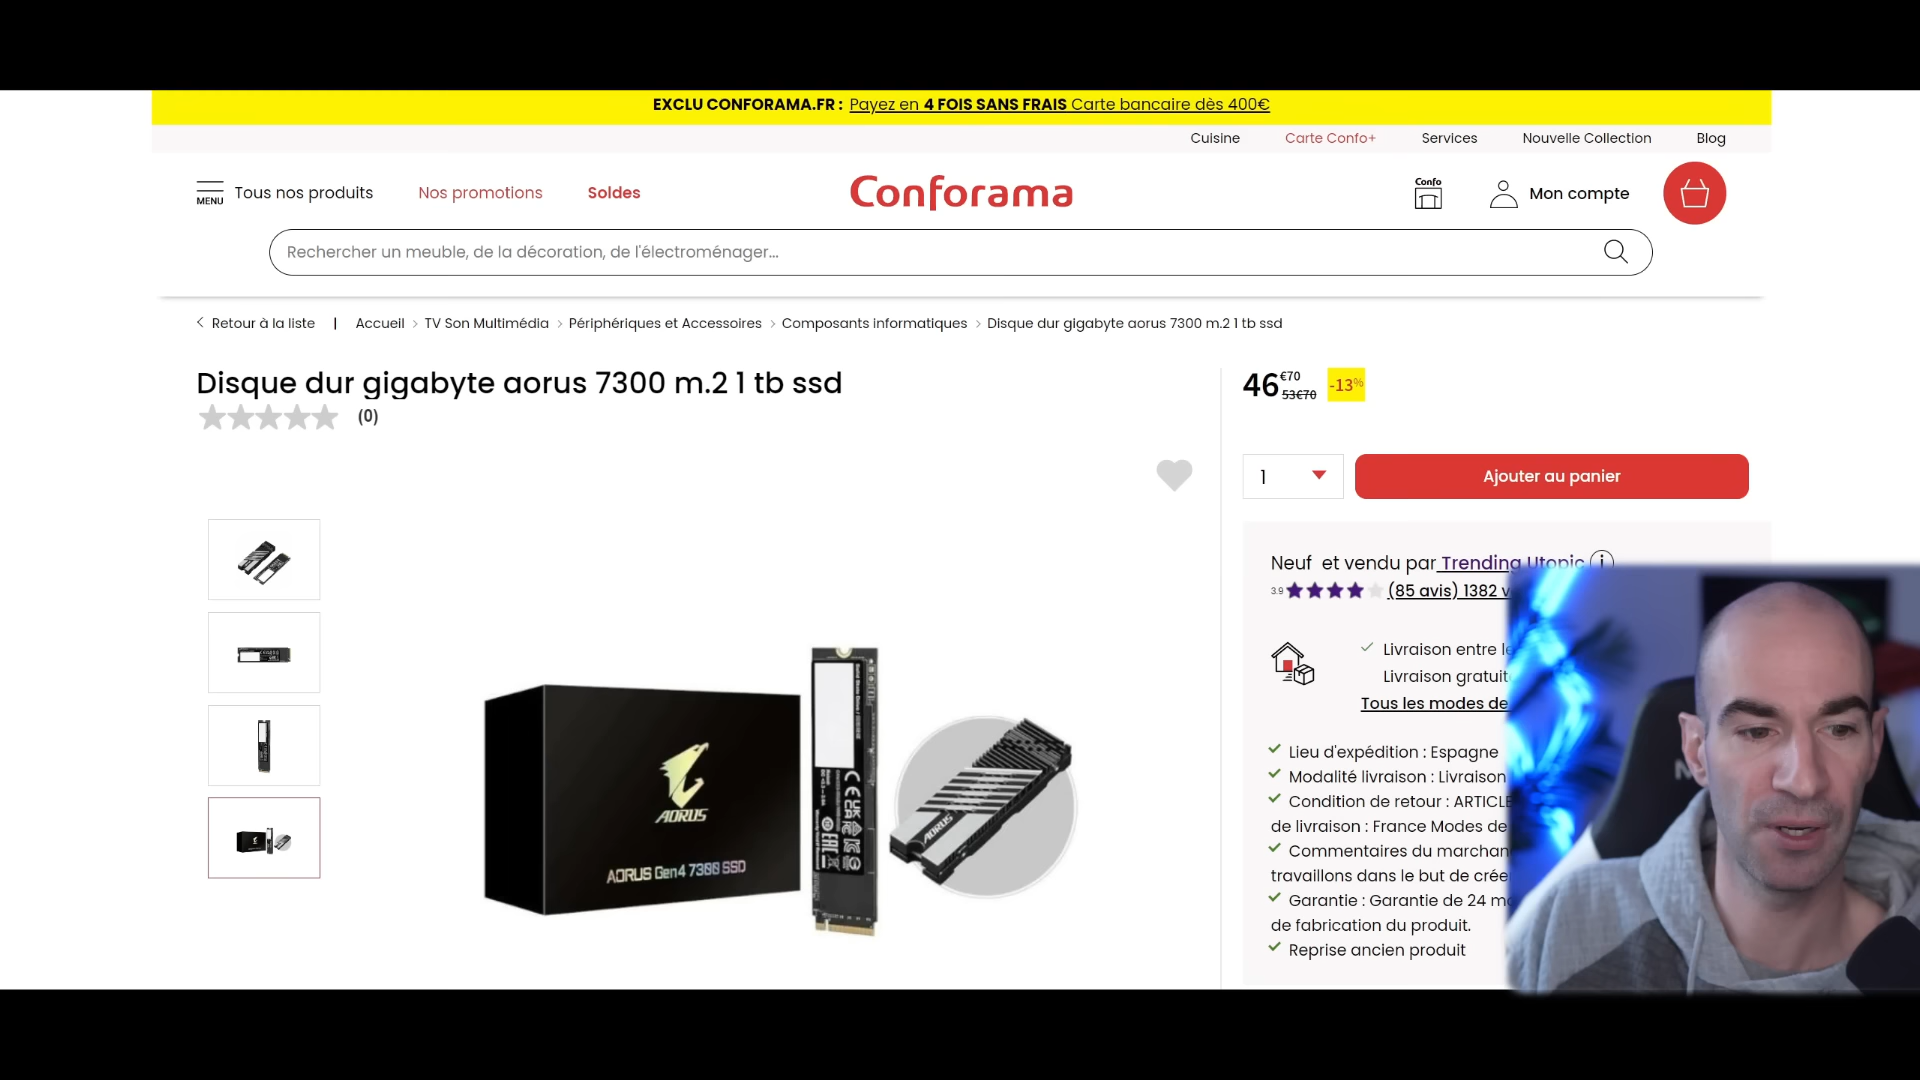 EXCLU CONFORAMA.FR : Payez en 4 FOIS SANS FRAIS Carte bancaire dès 400€
Cuisine Carte Confo+ Services Nouvelle Collection Blog
MENU Tous nos produits Nos promotions Soldes Conforama Confo Mon compte
Rechercher un meuble, de la décoration, de l'électroménager...
Retour à la liste | Accueil > TV Son Multimédia > Périphériques et Accessoires > Composants informatiques > Disque dur gigabyte aorus 7300 m.2 1 tb ssd
Disque dur gigabyte aorus 7300 m.2 1 tb ssd
(0)
46€70 53€70 -13%
1 Ajouter au panier
Neuf et vendu par Trending Utopic i
3.9 (85 avis) 1382 v
Livraison entre le
Livraison gratuit
Tous les modes de
Lieu d'expédition : Espagne
Modalité livraison : Livraison
Condition de retour : ARTICLE
de livraison : France Modes de
Commentaires du marchan
travaillons dans le but de crée
Garantie : Garantie de 24 mo
de fabrication du produit.
Reprise ancien produit
AORUS
AORUS Gen4 7300 SSD
AORUS